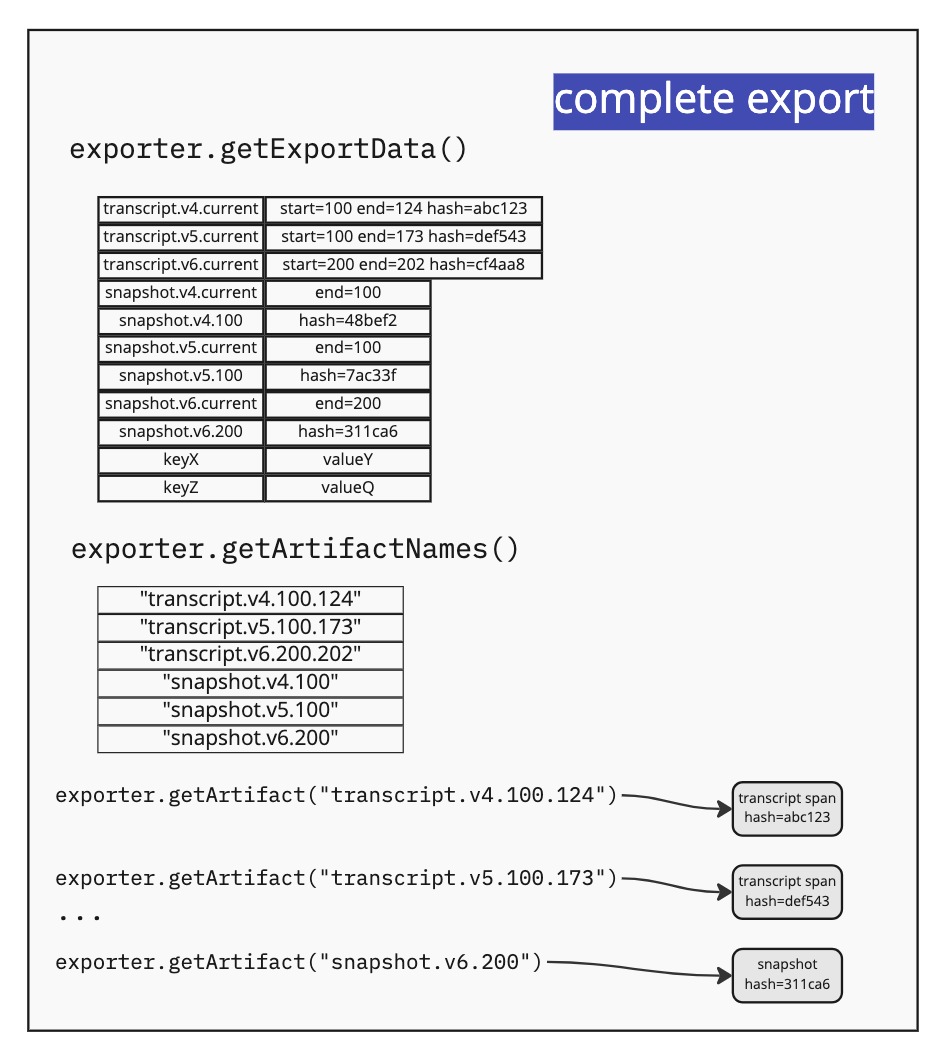 complete export
exporter.getExportData()
transcript.v4.current start=100 end=124 hash=abc123
transcript.v5.current start=100 end=173 hash=def543
transcript.v6.current start=200 end=202 hash=cf4aa8
snapshot.v4.current end=100
snapshot.v4.100 hash=48bef2
snapshot.v5.current end=100
snapshot.v5.100 hash=7ac33f
snapshot.v6.current end=200
snapshot.v6.200 hash=311ca6
keyX valueY
keyZ valueQ
exporter.getArtifactNames()
"transcript.v4.100.124"
"transcript.v5.100.173"
"transcript.v6.200.202"
"snapshot.v4.100"
"snapshot.v5.100"
"snapshot.v6.200"
exporter.getArtifact("transcript.v4.100.124")
transcript span
hash=abc123
exporter.getArtifact("transcript.v5.100.173")
transcript span
hash=def543
...
exporter.getArtifact("snapshot.v6.200")
snapshot
hash=311ca6